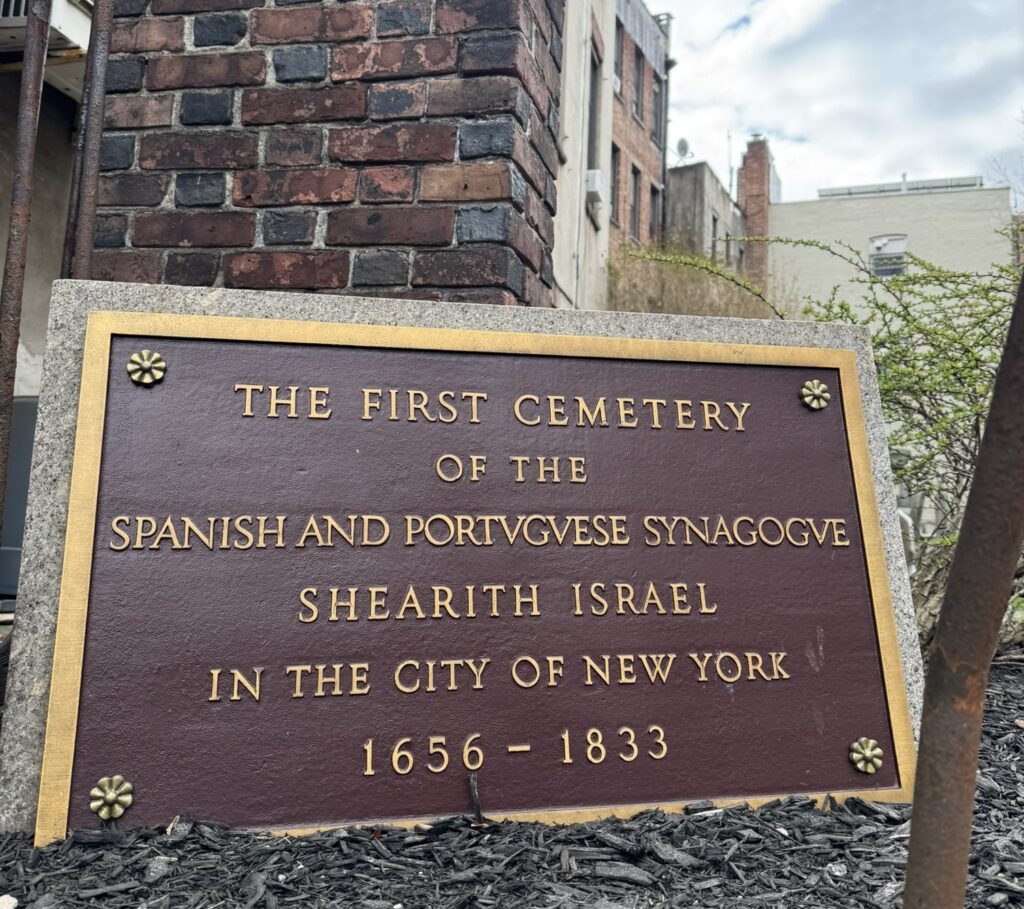 THE FIRST CEMETERY
OF THE
SPANISH AND PORTVGVESE SYNAGOGVE
SHEARITH ISRAEL
IN THE CITY OF NEW YORK
1656 – 1833